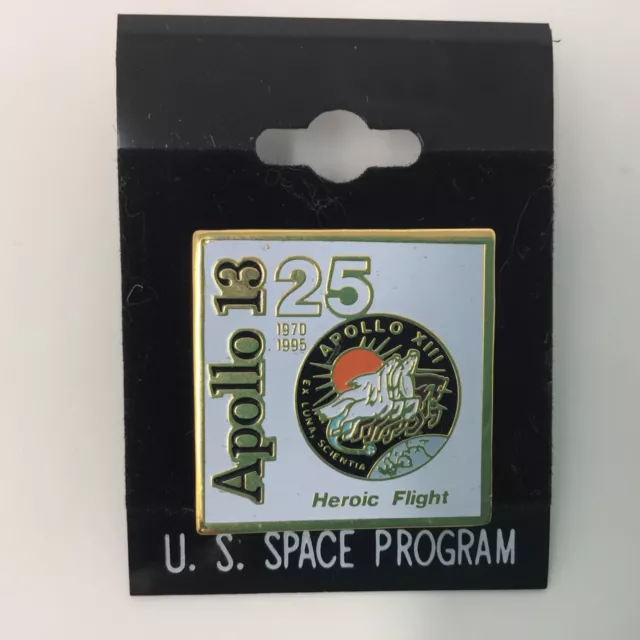 Apollo 13
25
1970
1995
APOLLO XIII
EX LUNA, SCIENTIA
Heroic Flight
U. S. SPACE PROGRAM